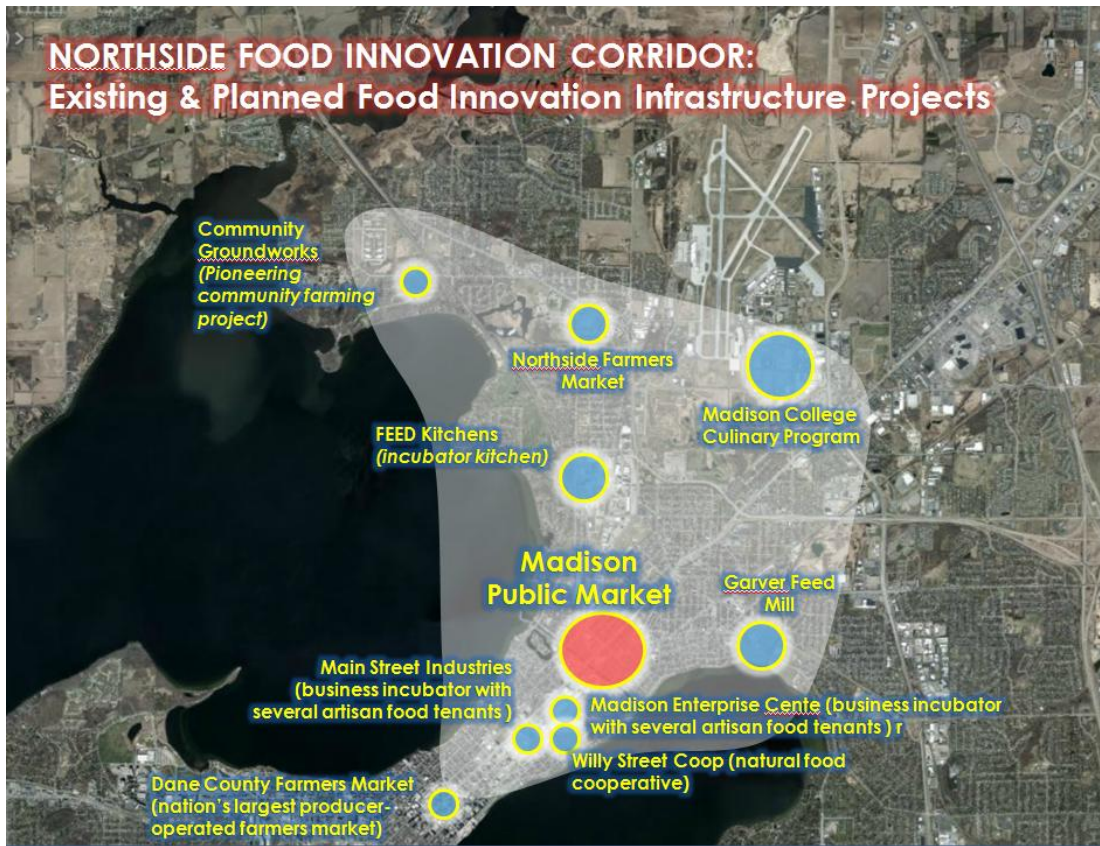 NORTHSIDE FOOD INNOVATION CORRIDOR:
Existing & Planned Food Innovation Infrastructure Projects
Community
Groundworks
(Pioneering
community farming
project)
Northside Farmers
Market
Madison College
Culinary Program
FEED Kitchens
(incubator kitchen)
Madison
Public Market
Garver Feed
Mill
Main Street Industries
(business incubator with
several artisan food tenants )
Madison Enterprise Cente (business incubator
with several artisan food tenants ) r
Willy Street Coop (natural food
cooperative)
Dane County Farmers Market
(nation's largest producer-
operated farmers market)